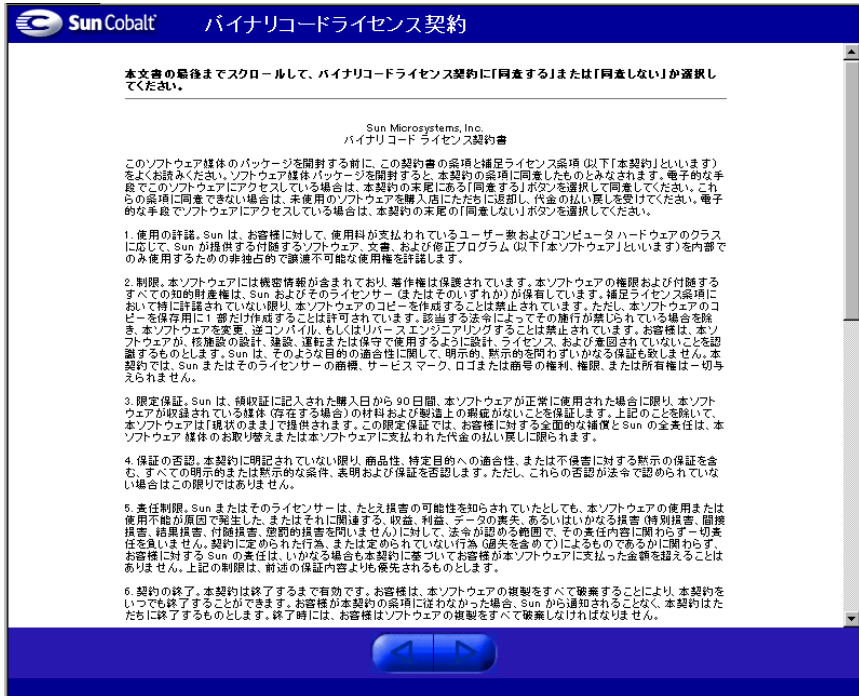 Sun Cobalt™ バイナリコードライセンス契約
本文書の最後までスクロールして、バイナリコードライセンス契約に「同意する」または「同意しない」か選択し
てください。
Sun Microsystems, Inc.
バイナリ コード ライセンス契約書
このソフトウェア媒体のパッケージを開封する前に、この契約書の条項と補足ライセンス条項 (以下「本契約」といいます)
をよくお読みください。ソフトウェア媒体パッケージを開封すると、本契約の条項に同意したものとみなされます。電子的な手
段でこのソフトウェアにアクセスしている場合は、本契約の末尾にある「同意する」ボタンを選択して同意してください。これ
らの条項に同意できない場合は、未使用のソフトウェアを購入店にただちに返却し、代金の払い戻しを受けてください。電子
的な手段でソフトウェアにアクセスしている場合は、本契約の末尾の「同意しない」ボタンを選択してください。
1. 使用の許諾。Sun は、お客様に対して、使用料が支払われているユーザー数およびコンピュータ ハードウェアのクラス
に応じて、Sun が提供する付随するソフトウェア、文書、および修正プログラム (以下「本ソフトウェア」といいます)を内部で
のみ使用するための非独占的で譲渡不可能な使用権を許諾します。
2. 制限。本ソフトウェアには機密情報が含まれており、著作権は保護されています。本ソフトウェアの権限および付随する
すべての知的財産権は、Sun およびそのライセンサー (またはそのいずれか) が保有しています。補足ライセンス条項に
おいて特に許諾されていない限り、本ソフトウェアのコピーを作成することは禁止されています。ただし、本ソフトウェアのコ
ピーを保存用に 1 部だけ作成することは許可されています。該当する法令によってその施行が禁じられている場合を除
き、本ソフトウェアを変更、逆コンパイル、もしくはリバース エンジニアリングすることは禁止されています。お客様は、本ソ
フトウェアが、核施設の設計、建設、運転または保守で使用するように設計、ライセンス、および意図されていないことを認
識するものとします。Sun は、そのような目的の適合性に関して、明示的、黙示的を問わずいかなる保証も致しません。本
契約では、Sun またはそのライセンサーの商標、サービス マーク、ロゴまたは商号の権利、権限、または所有権は一切与
えられません。
3. 限定保証。Sun は、領収証に記入された購入日から 90 日間、本ソフトウェアが正常に使用された場合に限り、本ソフト
ウェアが収録されている媒体 (存在する場合) の材料および製造上の瑕疵がないことを保証します。上記のことを除いて、
本ソフトウェアは「現状のまま」で提供されます。この限定保証では、お客様に対する全面的な補償と Sun の全責任は、本
ソフトウェア 媒体のお取り替えまたは本ソフトウェアに支払われた代金の払い戻しに限られます。
4. 保証の否認。本契約に明記されていない限り、商品性、特定目的への適合性、または不侵害に対する黙示の保証を含
む、すべての明示的または黙示的な条件、表明および保証を否認します。ただし、これらの否認が法令で認められていな
い場合はこの限りではありません。
5. 責任制限。Sun またはそのライセンサーは、たとえ損害の可能性を知らされていたとしても、本ソフトウェアの使用または
使用不能が原因で発生した、またはそれに関連する、収益、利益、データの喪失、あるいはいかなる損害 (特別損害、間接
損害、結果損害、付随損害、懲罰的損害を問いません) に対して、法令が認める範囲で、その責任内容に関わらず一切責
任を負いません。契約に定められた行為、または定められていない行為 (過失を含めて) によるものであるかに関わらず、
お客様に対する Sun の責任は、いかなる場合も本契約に基づいてお客様が本ソフトウェアに支払った金額を超えることは
ありません。上記の制限は、前述の保証内容よりも優先されるものとします。
6. 契約の終了。本契約は終了するまで有効です。お客様は、本ソフトウェアの複製をすべて破棄することにより、本契約を
いつでも終了することができます。お客様が本契約の条項に従わなかった場合、Sun から通知されることなく、本契約はた
だちに終了するものとします。終了時には、お客様はソフトウェアの複製をすべて破棄しなければなりません。